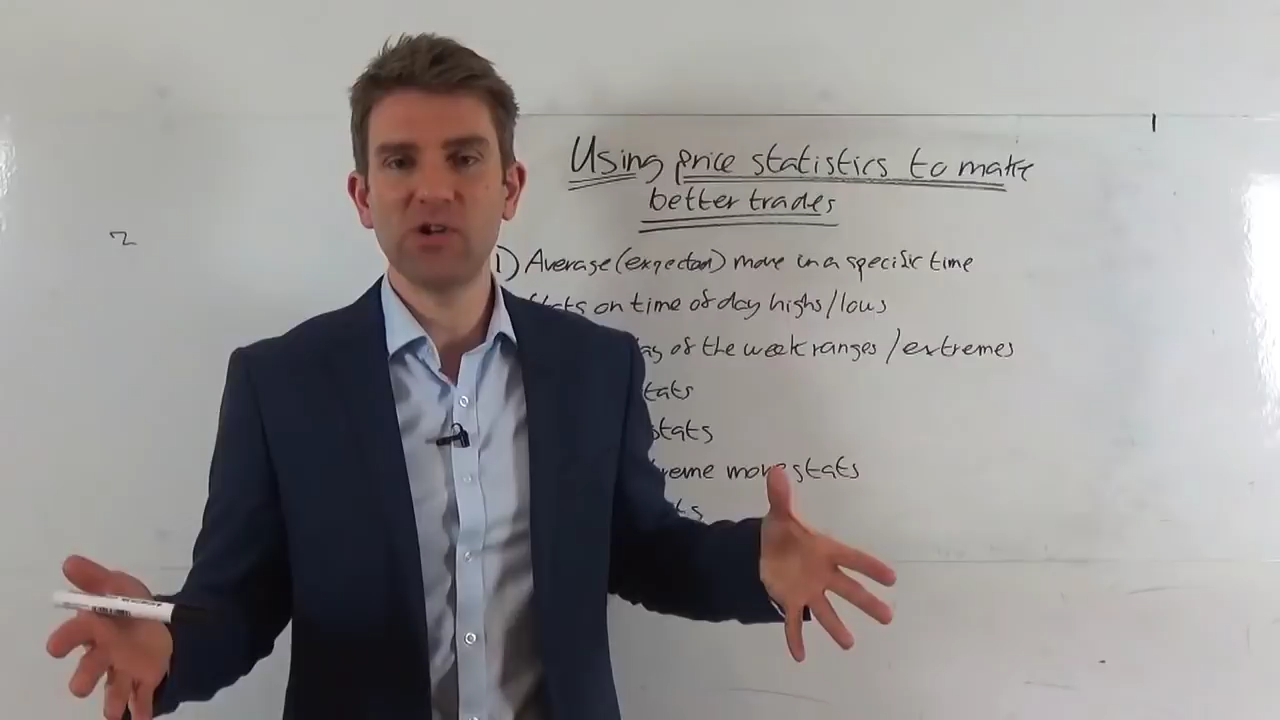 Using price statistics to make
better trades
1) Average (expected) move in a specific time
stats on time of day highs/lows
of the week ranges/extremes
stats
move stats